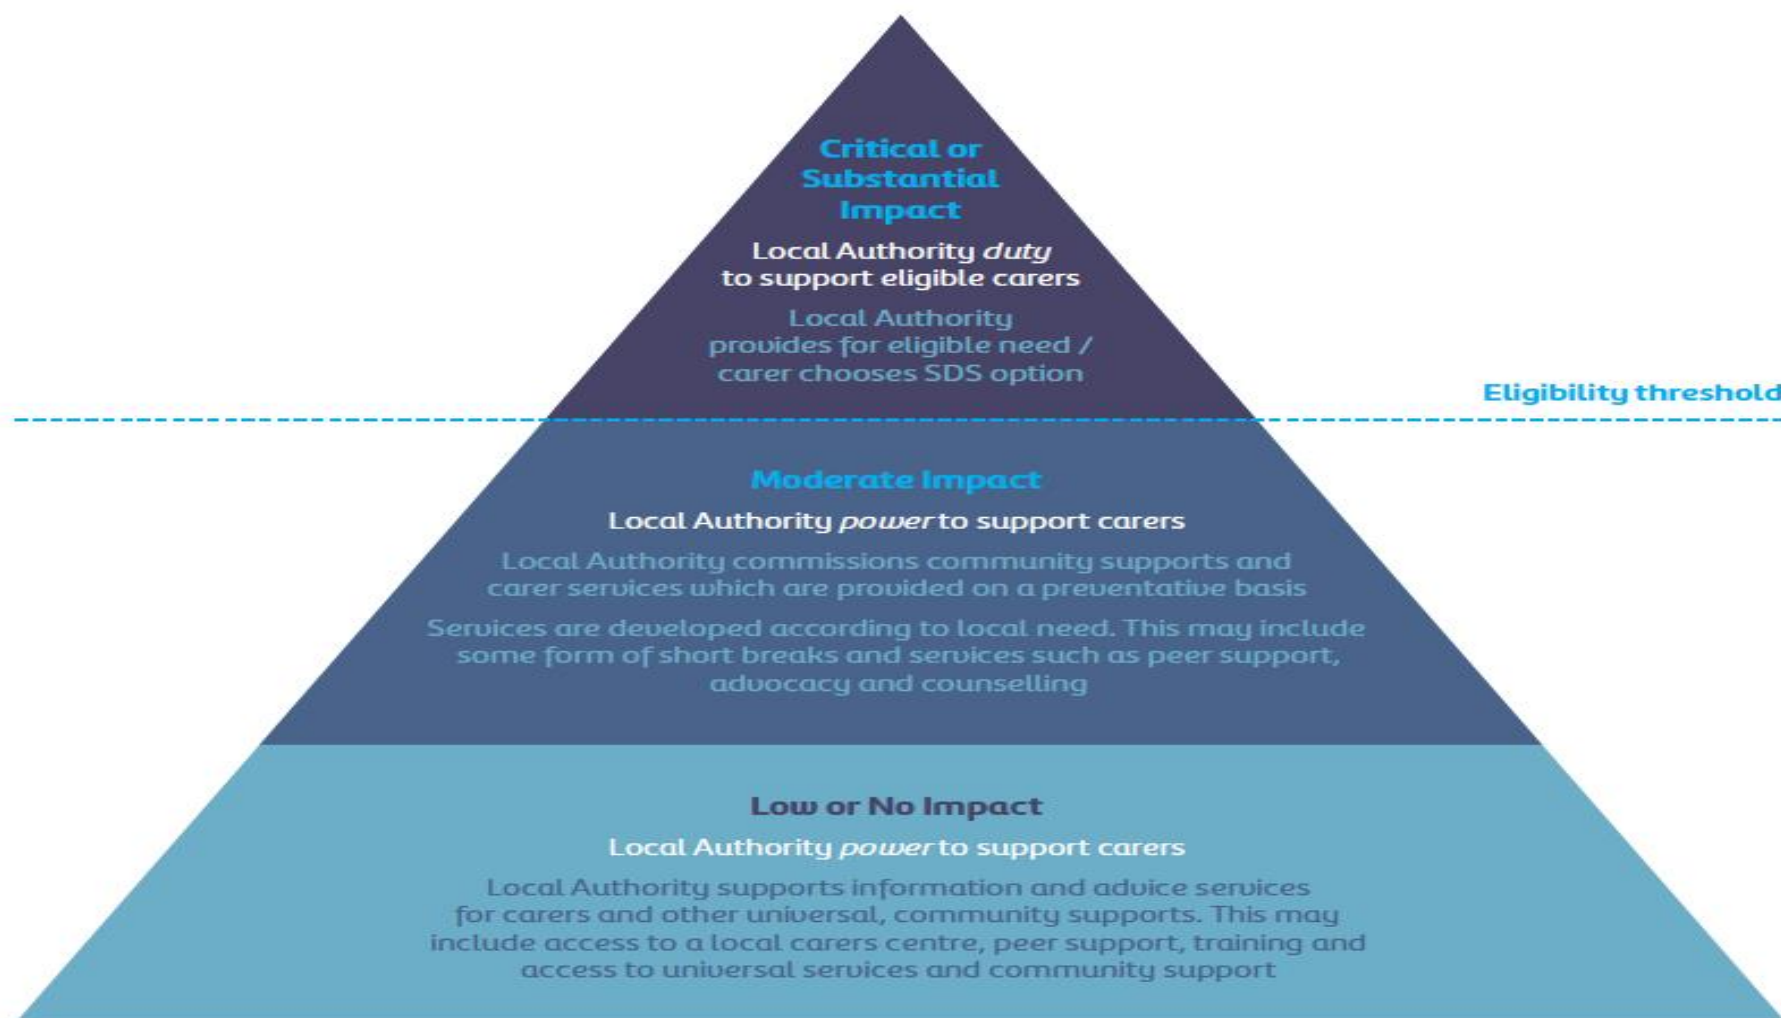 Critical or
Substantial
Impact
Local Authority duty
to support eligible carers
Local Authority
provides for eligible need /
carer chooses SDS option
Eligibility threshold
Moderate Impact
Local Authority power to support carers
Local Authority commissions community supports and
carer services which are provided on a preventative basis
Services are developed according to local need. This may include
some form of short breaks and services such as peer support,
advocacy and counselling
Low or No Impact
Local Authority power to support carers
Local Authority supports information and advice services
for carers and other universal, community supports. This may
include access to a local carers centre, peer support, training and
access to universal services and community support